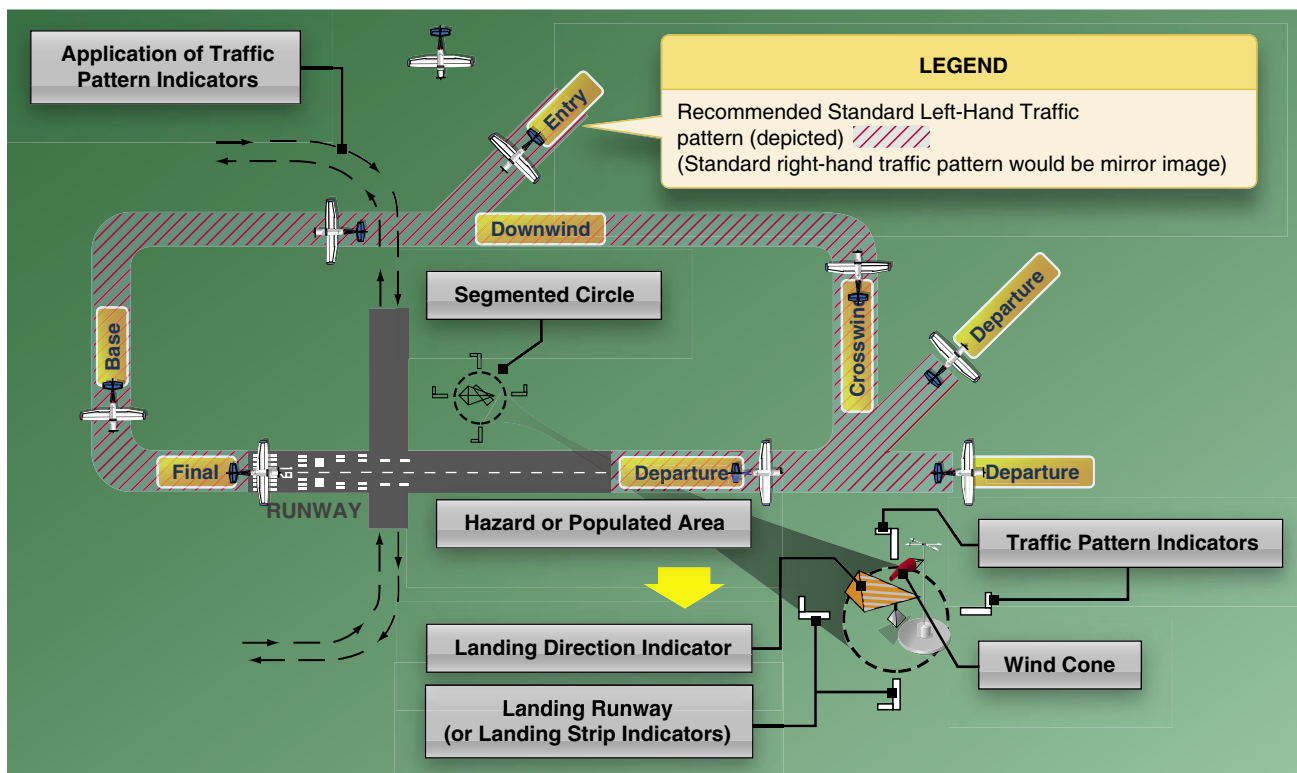 Application of Traffic
Pattern Indicators
LEGEND
Recommended Standard Left-Hand Traffic
pattern (depicted)
(Standard right-hand traffic pattern would be mirror image)
Entry
Downwind
Segmented Circle
Base
Crosswind
Departure
Final
19
RUNWAY
Departure
Departure
Hazard or Populated Area
Traffic Pattern Indicators
Landing Direction Indicator
Wind Cone
Landing Runway
(or Landing Strip Indicators)